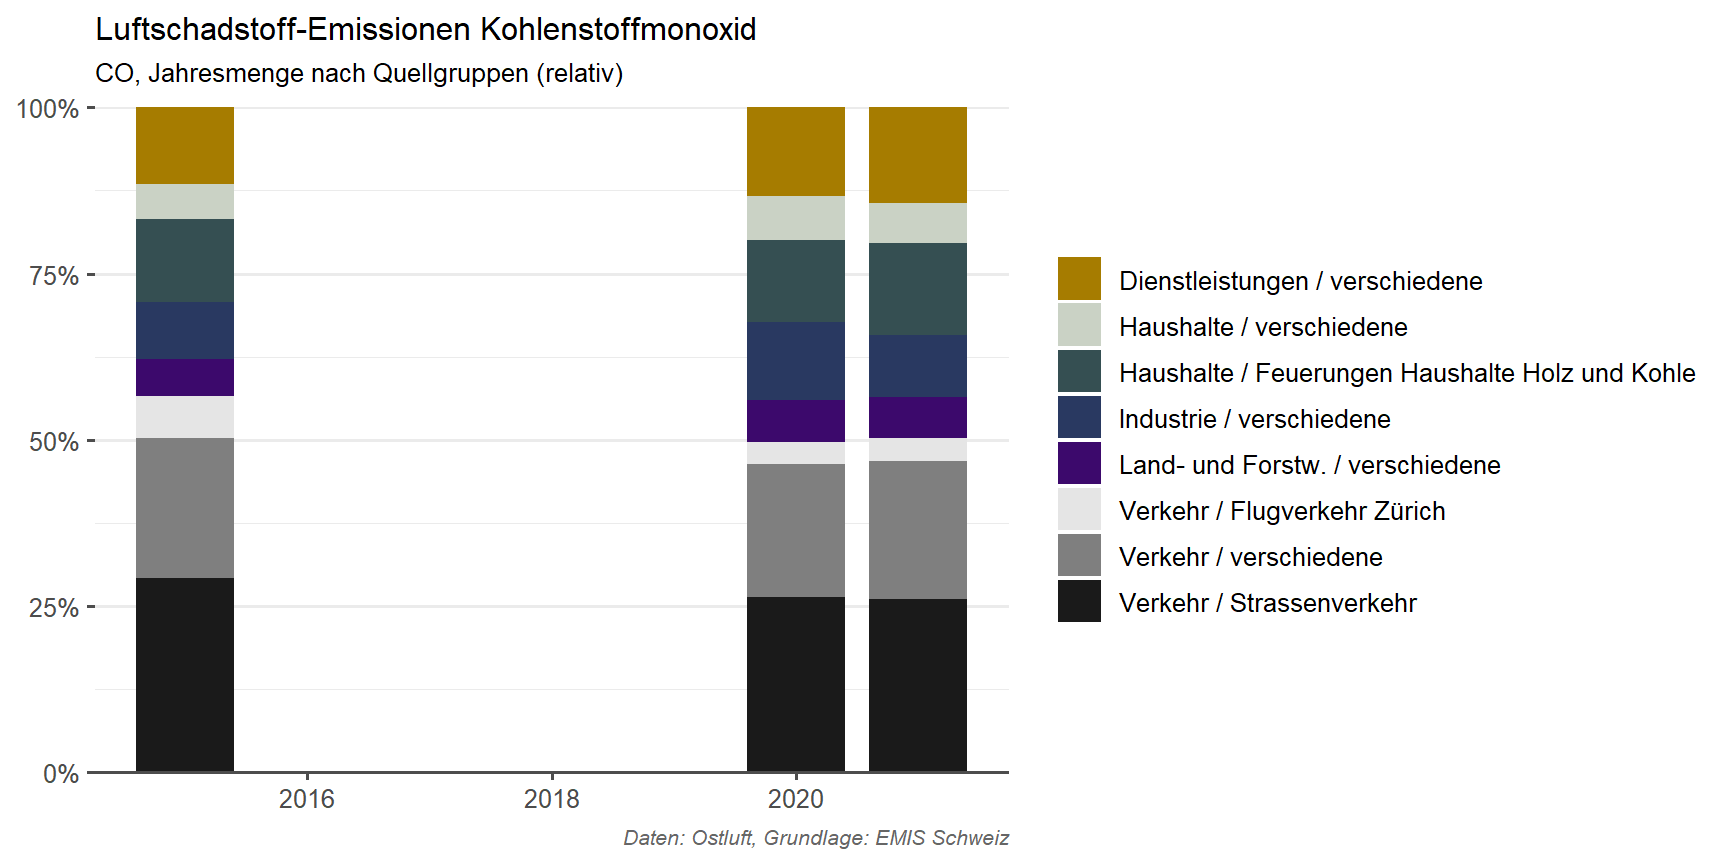 Luftschadstoff-Emissionen Kohlenstoffmonoxid
CO, Jahresmenge nach Quellgruppen (relativ)
100%
75%
50%
25%
0%
2016
2018
2020
Dienstleistungen / verschiedene
Haushalte / verschiedene
Haushalte / Feuerungen Haushalte Holz und Kohle
Industrie / verschiedene
Land- und Forstw. / verschiedene
Verkehr / Flugverkehr Zürich
Verkehr / verschiedene
Verkehr / Strassenverkehr
Daten: Ostluft, Grundlage: EMIS Schweiz